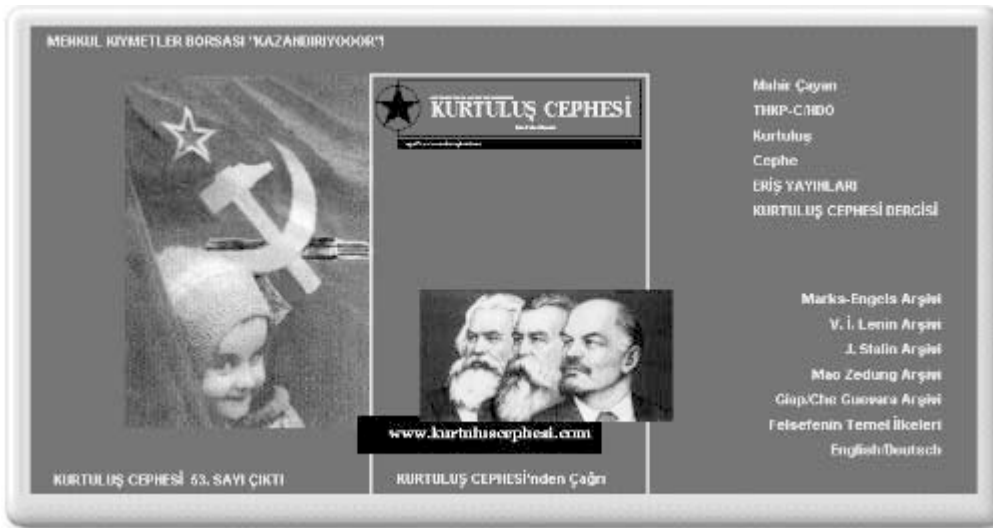 MENKUL KIYMETLER BORSASI "KAZANDIRIYOOOR"!
KURTULUŞ CEPHESİ
Mahir Çayan
THKP-C/HDÖ
Kurtuluş
Cephe
ERİŞ YAYINLARI
KURTULUŞ CEPHESİ DERGİSİ
Marks-Engels Arşivi
V. İ. Lenin Arşivi
J. Stalin Arşivi
Mao Zedung Arşivi
Giap/Che Guevara Arşivi
Felsefenin Temel İlkeleri
English/Deutsch
www.kurtuluscephesi.com
KURTULUŞ CEPHESİ 53. SAYI ÇIKTI
KURTULUŞ CEPHESİ'nden Çağrı